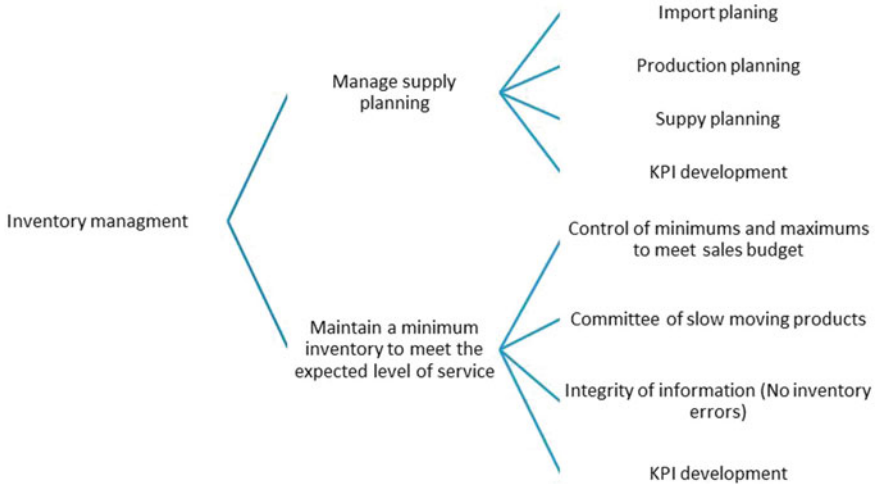 Import planing
Manage supply
planning
Production planning
Suppy planning
KPI development
Inventory managment
Control of minimums and maximums
to meet sales budget
Maintain a minimum
inventory to meet the
expected level of service
Committee of slow moving products
Integrity of information (No inventory
errors)
KPI development